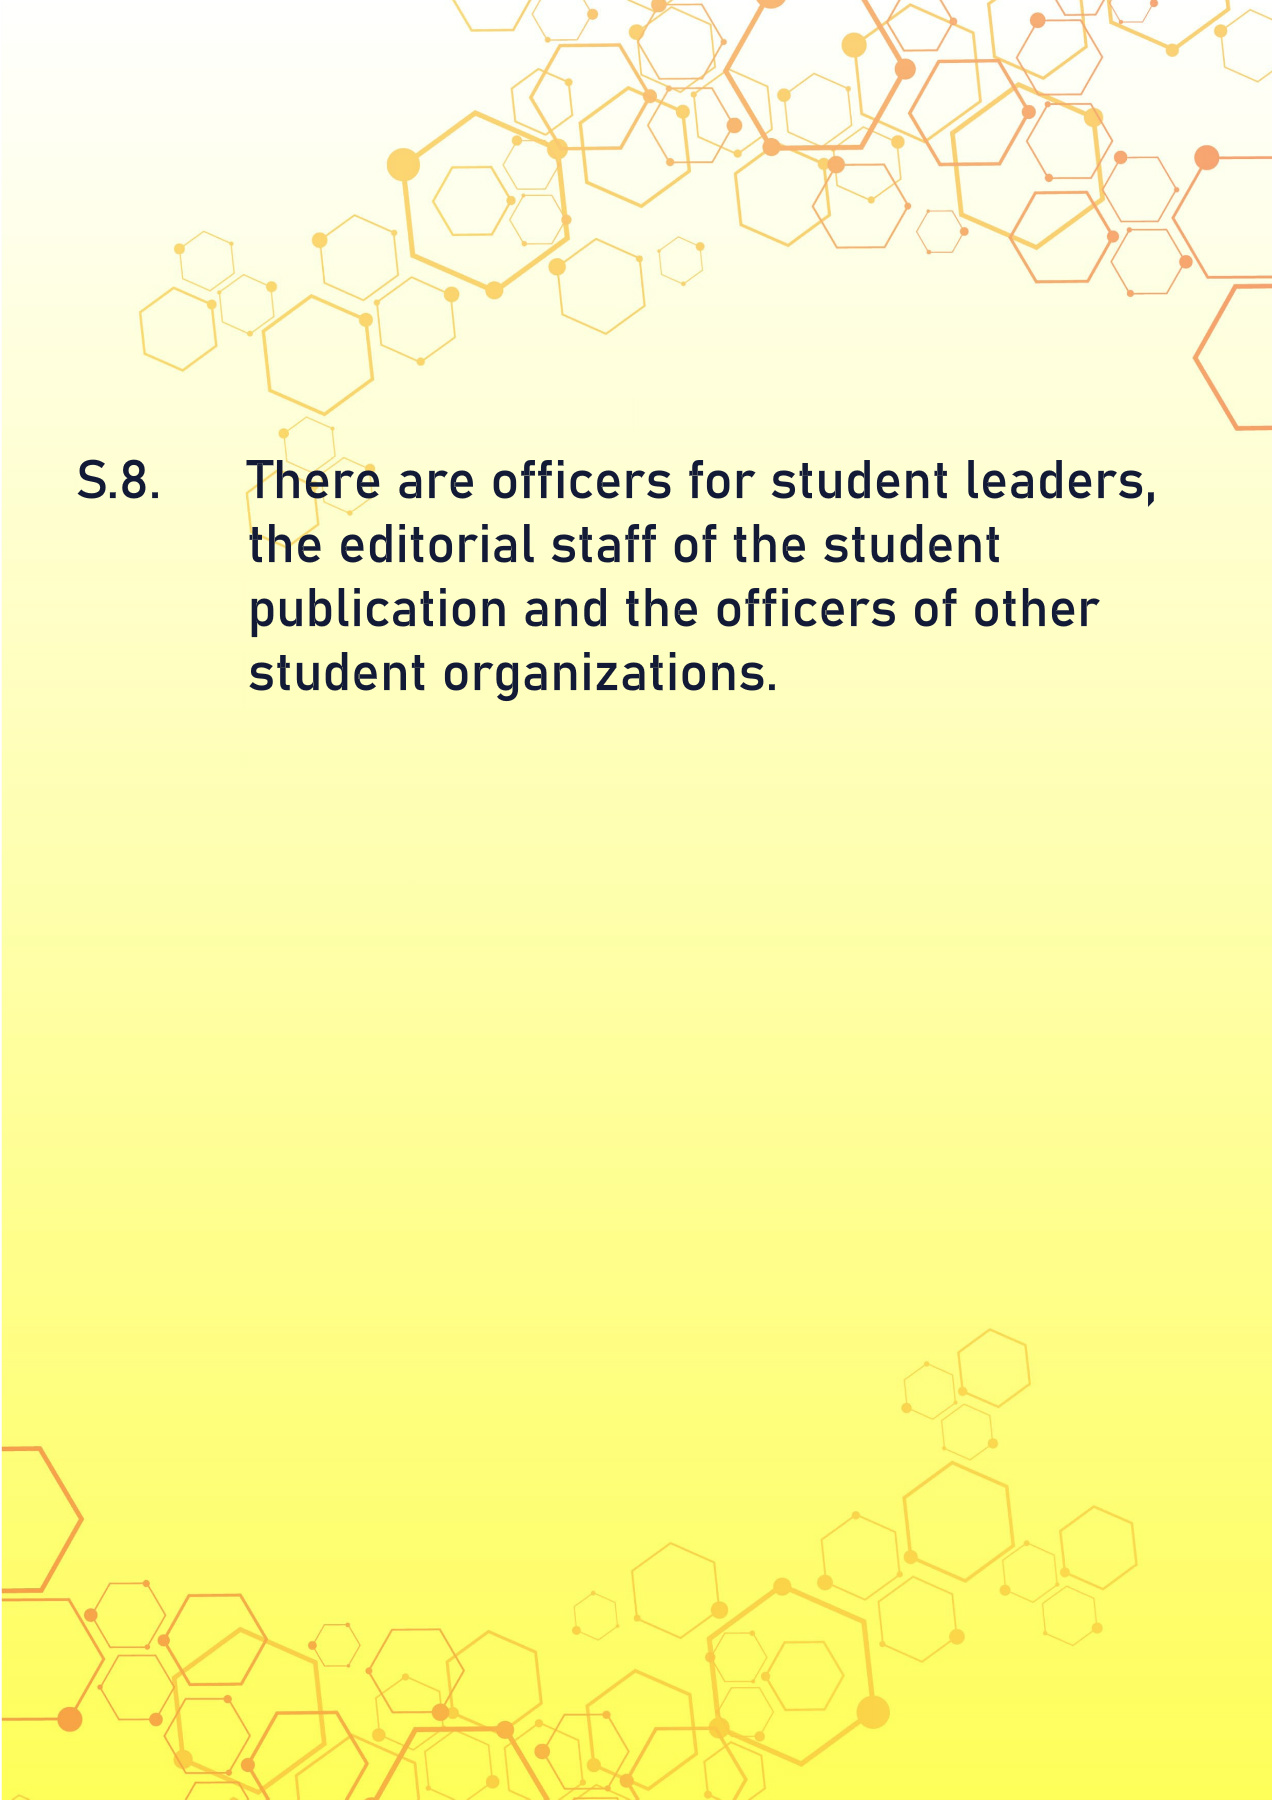 S.8. There are officers for student leaders,
the editorial staff of the student
publication and the officers of other
student organizations.